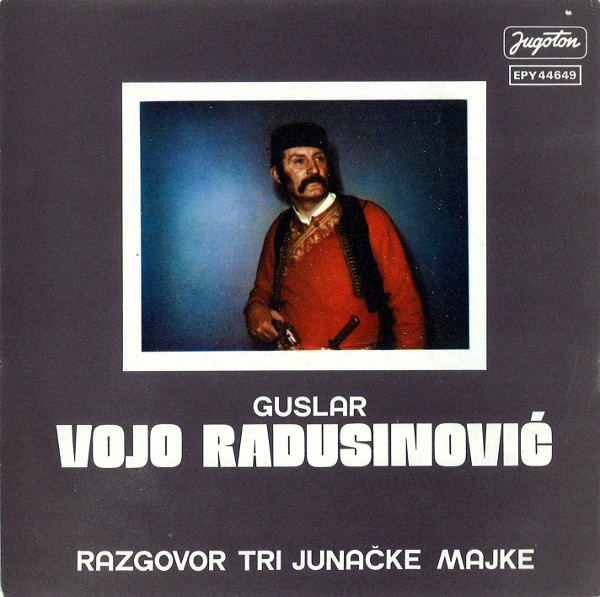 Jugoton
EPY 44649
GUSLAR
VOJO RADUSINOVIĆ
RAZGOVOR TRI JUNAČKE MAJKE